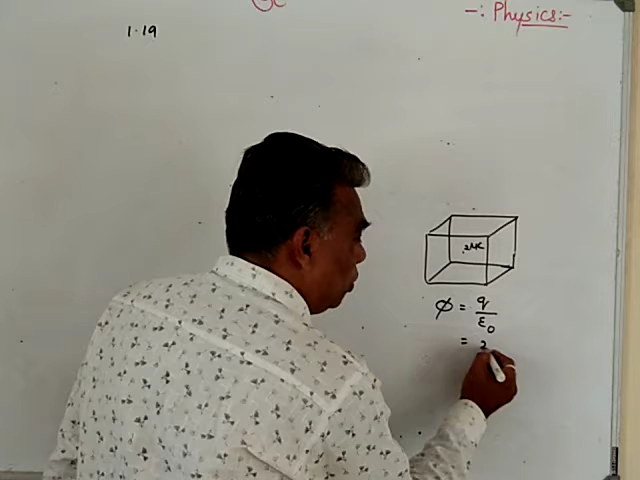 -: Physics:-
1.19
2μC
φ = q/ε₀
= 2